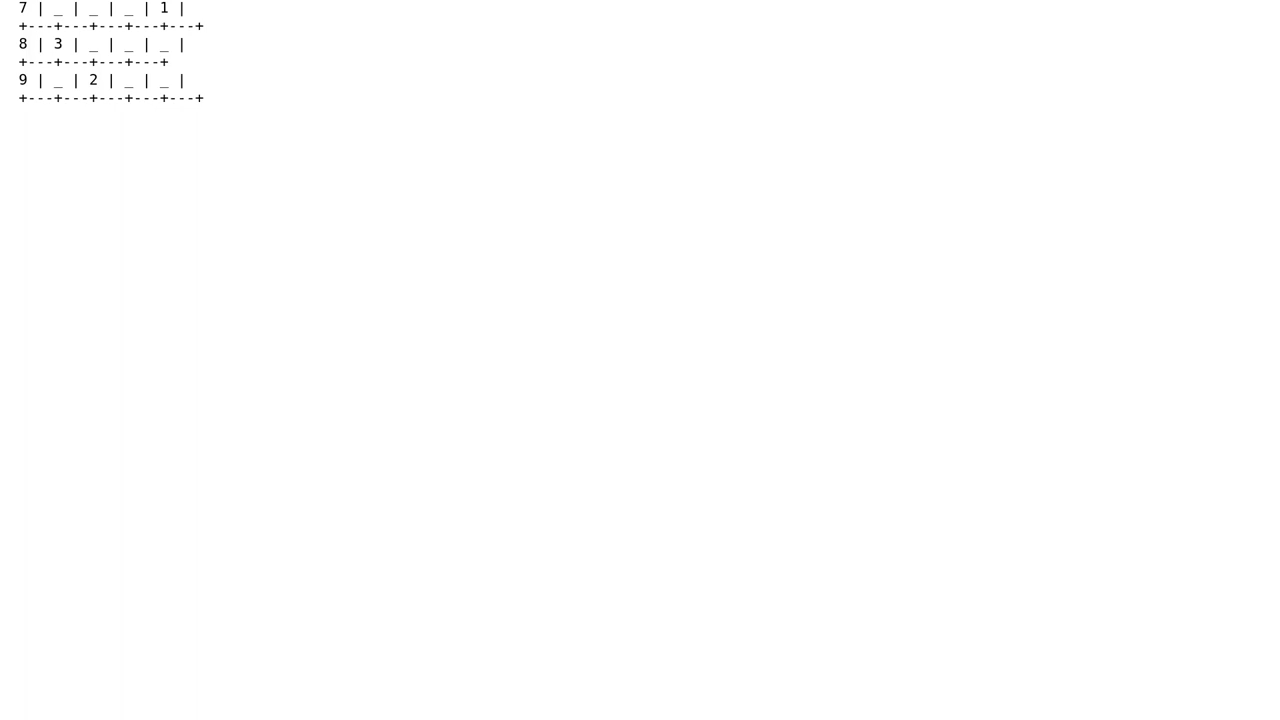 7 | _ | _ | _ | 1 |
+---+---+---+---+---+
8 | 3 | _ | _ | _ |
+---+---+---+---+
9 | _ | 2 | _ | _ |
+---+---+---+---+---+